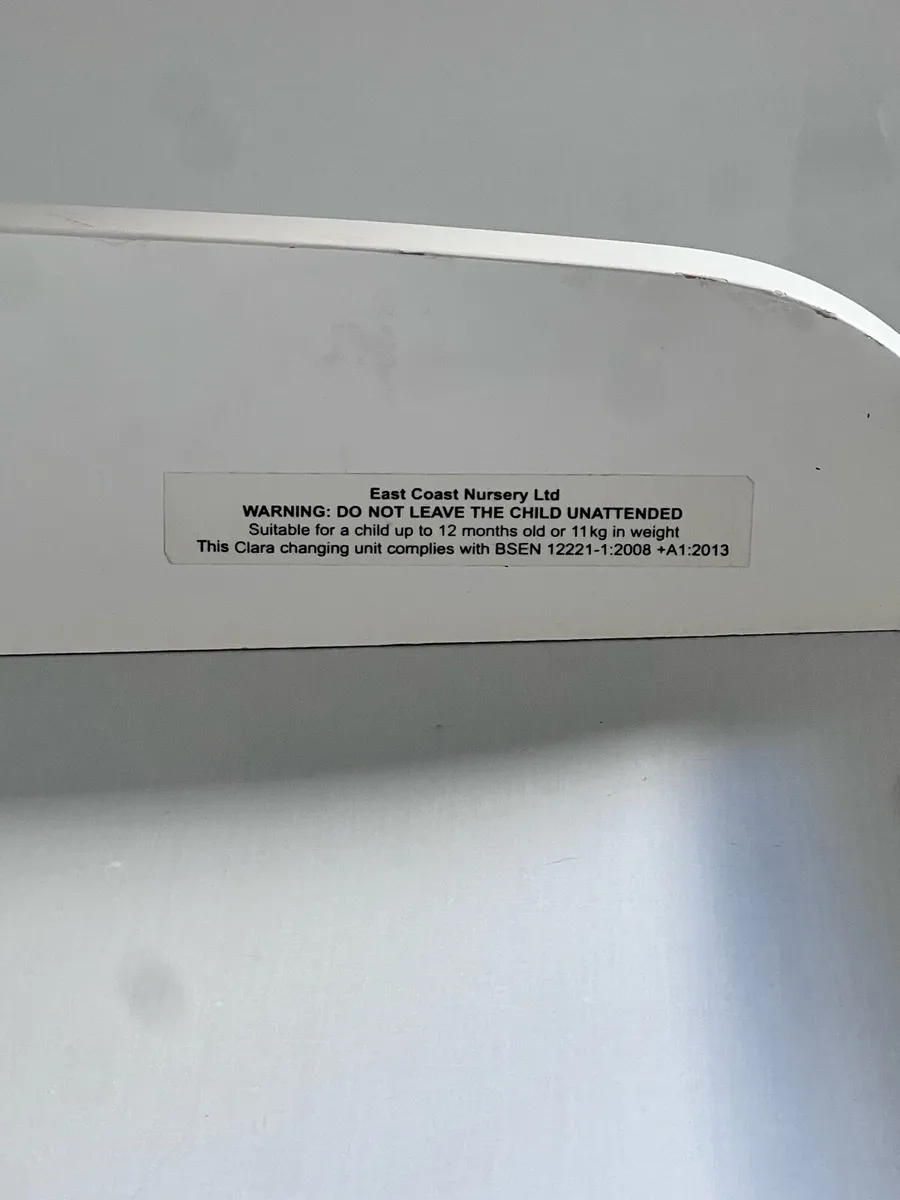 East Coast Nursery Ltd
WARNING: DO NOT LEAVE THE CHILD UNATTENDED
Suitable for a child up to 12 months old or 11kg in weight
This Clara changing unit complies with BSEN 12221-1:2008 +A1:2013